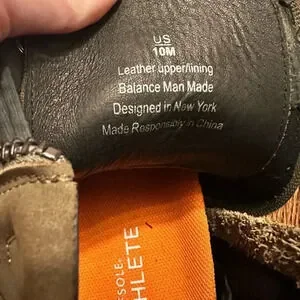 US
10M
Leather upper/lining
Balance Man Made
Designed in New York
Made Responsibly in China
SOLE
HLETE